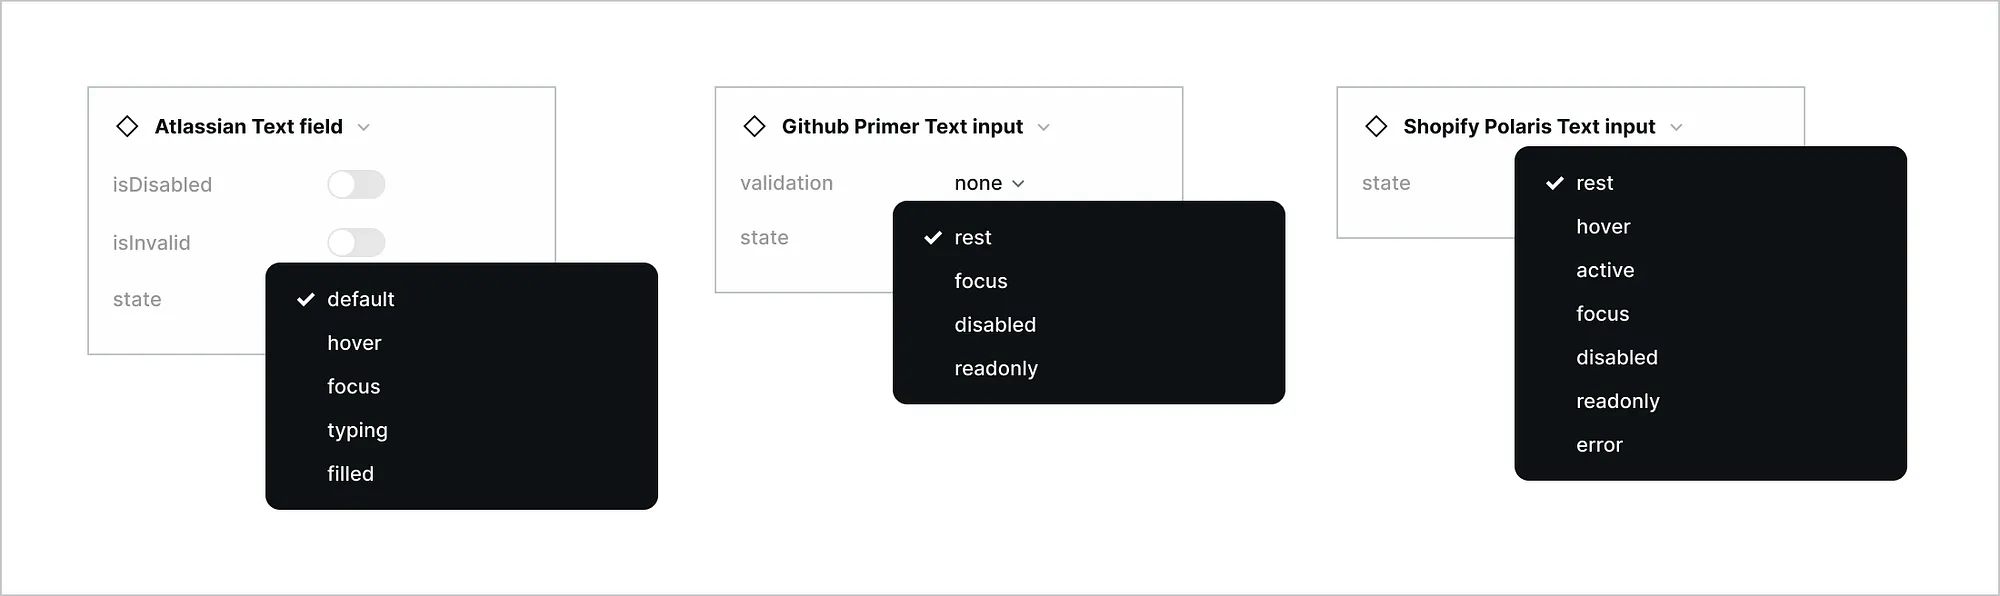 Atlassian Text field
isDisabled
isInvalid
state
default
hover
focus
typing
filled
Github Primer Text input
validation
none
state
rest
focus
disabled
readonly
Shopify Polaris Text input
state
rest
hover
active
focus
disabled
readonly
error